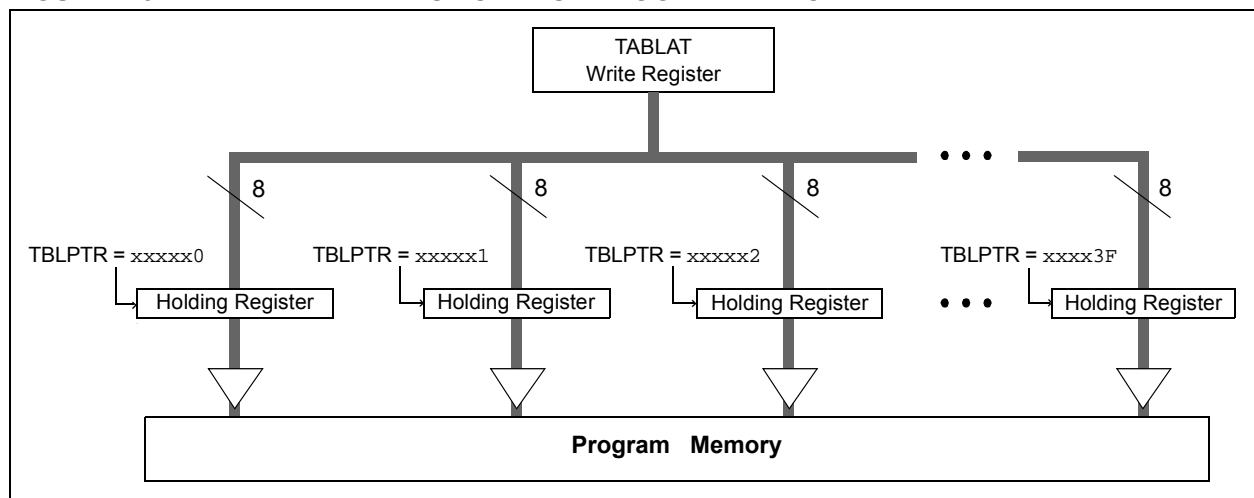 TABLAT
Write Register
• • •
8 8 8 8
TBLPTR = xxxxx0 TBLPTR = xxxxx1 TBLPTR = xxxxx2 TBLPTR = xxxx3F
Holding Register Holding Register Holding Register • • • Holding Register
Program Memory